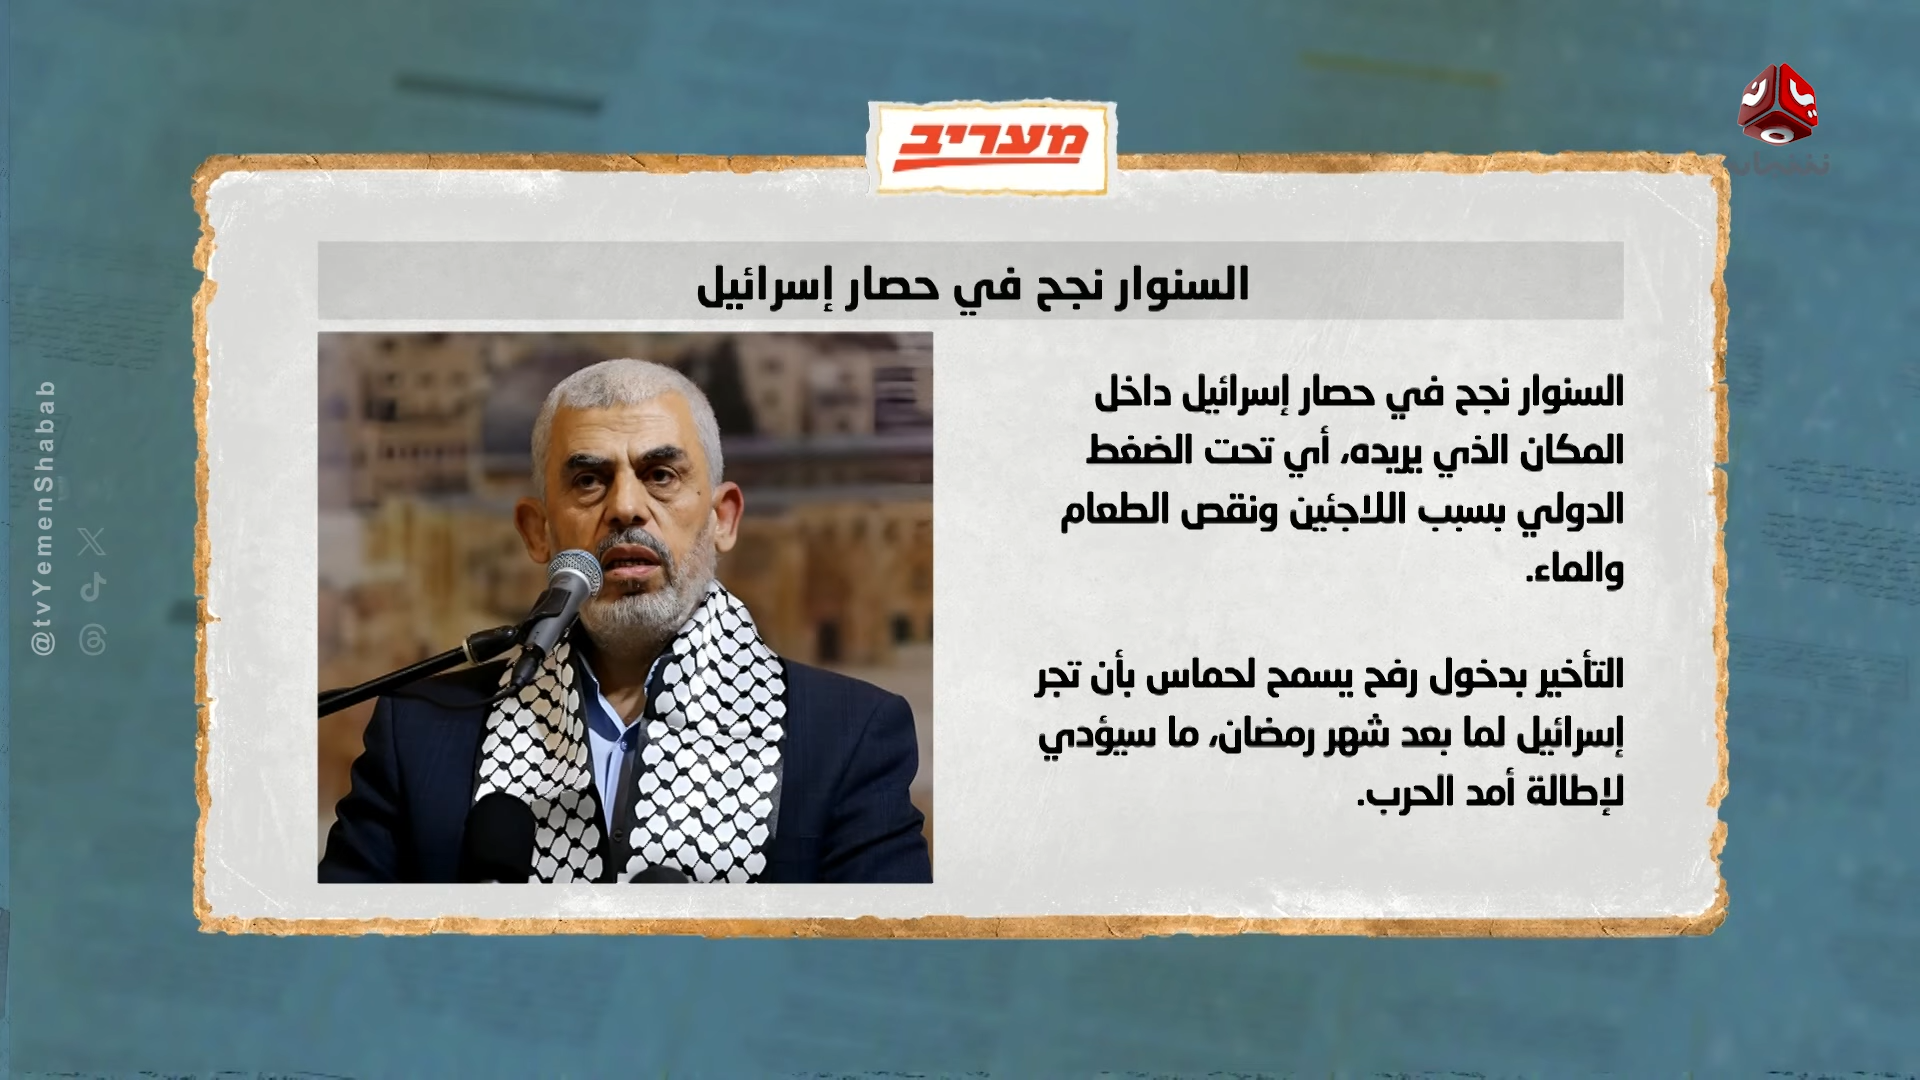 מעריב
السنوار نجح في حصار إسرائيل
السنوار نجح في حصار إسرائيل داخل
المكان الذي يريده، أي تحت الضغط
الدولي بسبب اللاجئين ونقص الطعام
والماء.
التأخير بدخول رفح يسمح لحماس بأن تجر
إسرائيل لما بعد شهر رمضان، ما سيؤدي
لإطالة أمد الحرب.
@tvYemenShabab